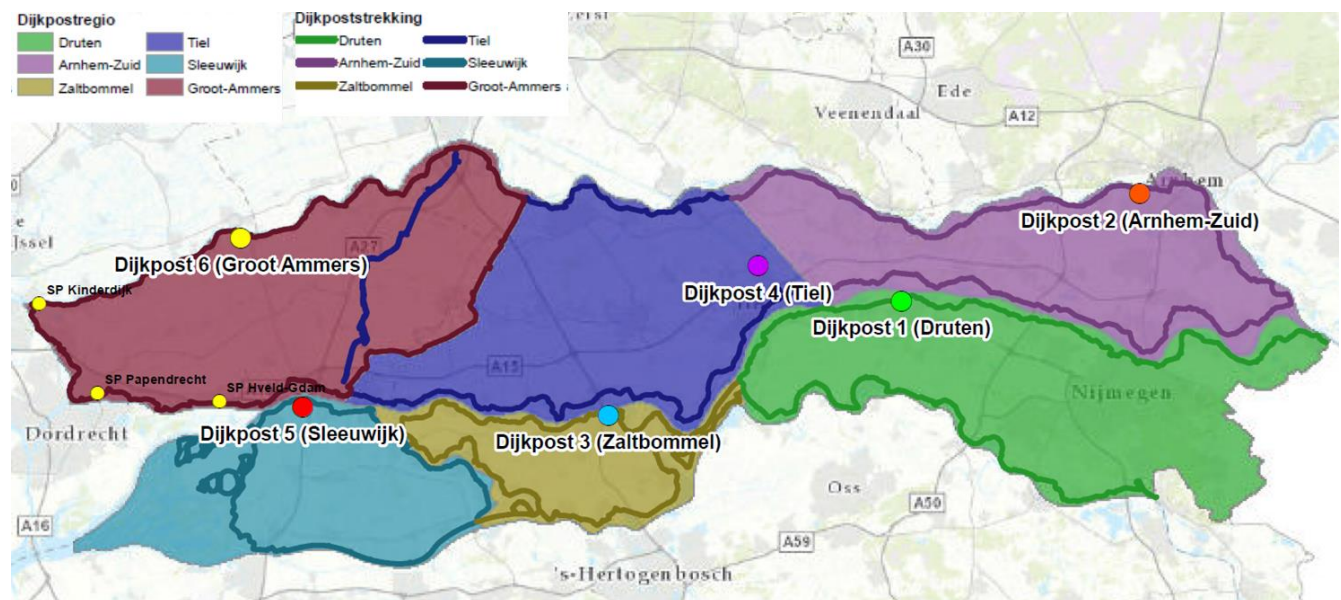 Dijkpostregio
Druten
Tiel
Arnhem-Zuid
Sleeuwijk
Zaltbommel
Groot-Ammers
Dijkpoststrekking
Druten
Tiel
Arnhem-Zuid
Sleeuwijk
Zaltbommel
Groot-Ammers
A30
Ede
Veenendaal
A12
Arnhem
Dijkpost 2 (Arnhem-Zuid)
IJssel
A27
Dijkpost 6 (Groot Ammers)
Dijkpost 4 (Tiel)
SP Kinderdijk
Dijkpost 1 (Druten)
A15
SP Papendrecht
SP Hveld-Gdam
Nijmegen
Dordrecht
Dijkpost 5 (Sleeuwijk)
Dijkpost 3 (Zaltbommel)
Oss
A50
A16
A59
's-Hertogenbosch